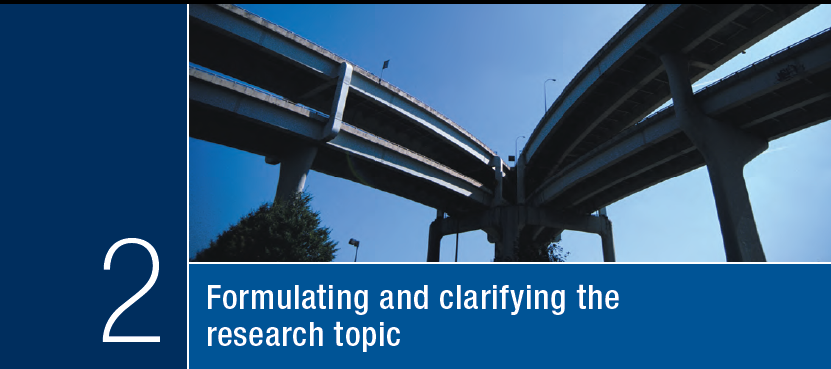 2
Formulating and clarifying the
research topic